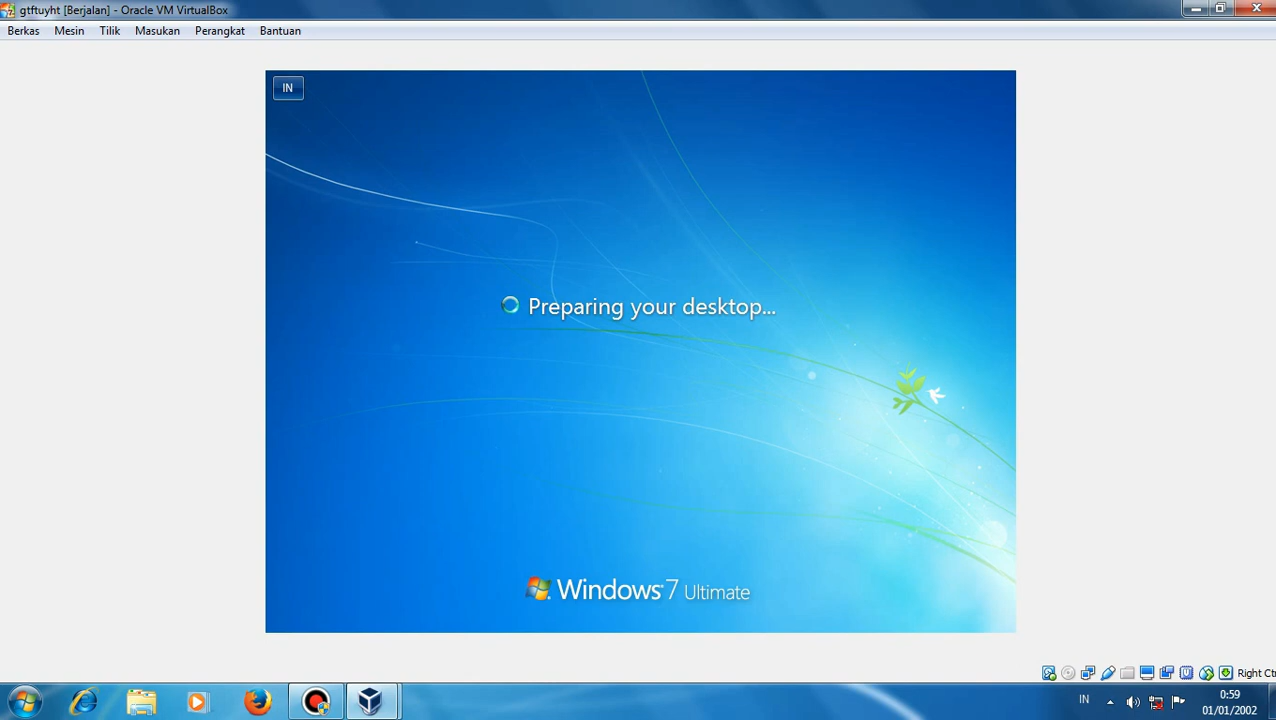 gtftuyht [Berjalan] - Oracle VM VirtualBox
Berkas Mesin Tilik Masukan Perangkat Bantuan
IN
Preparing your desktop...
Windows 7 Ultimate
Right Ct
IN
0:59
01/01/2002